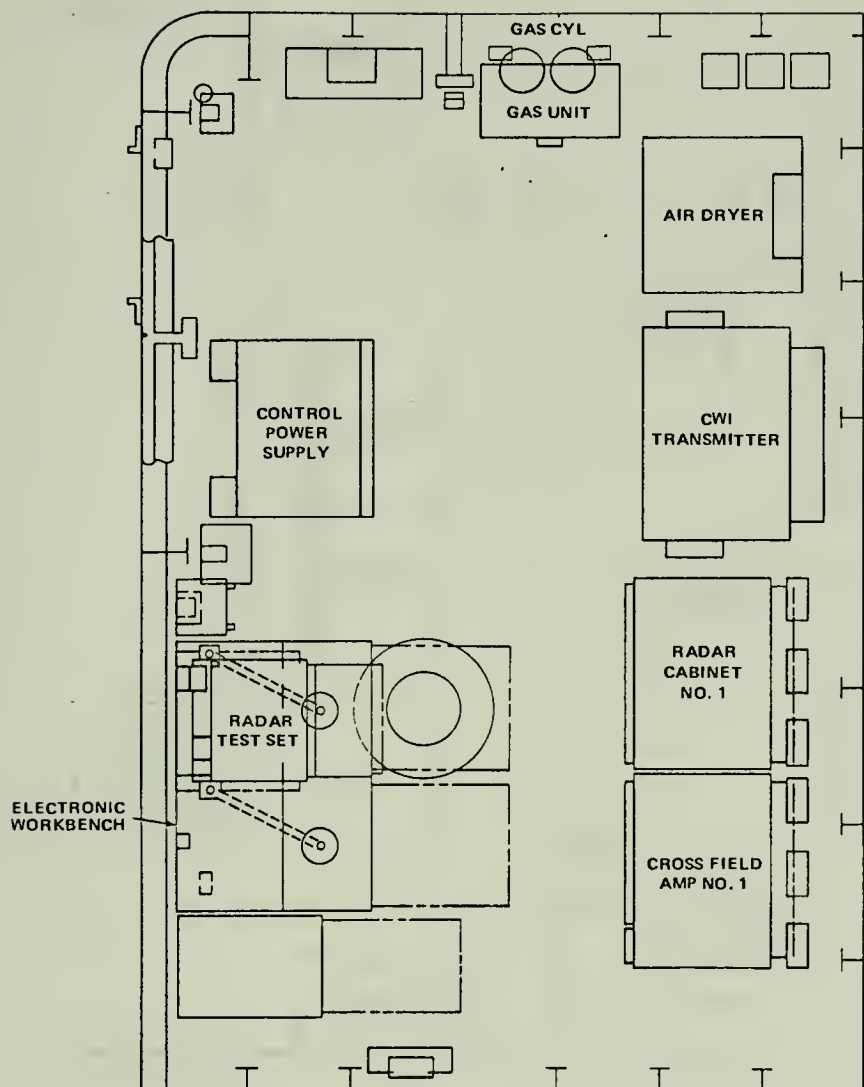 GAS CYL
GAS UNIT
AIR DRYER
CONTROL
POWER
SUPPLY
CWI
TRANSMITTER
RADAR
CABINET
NO. 1
RADAR
TEST SET
ELECTRONIC
WORKBENCH
CROSS FIELD
AMP NO. 1